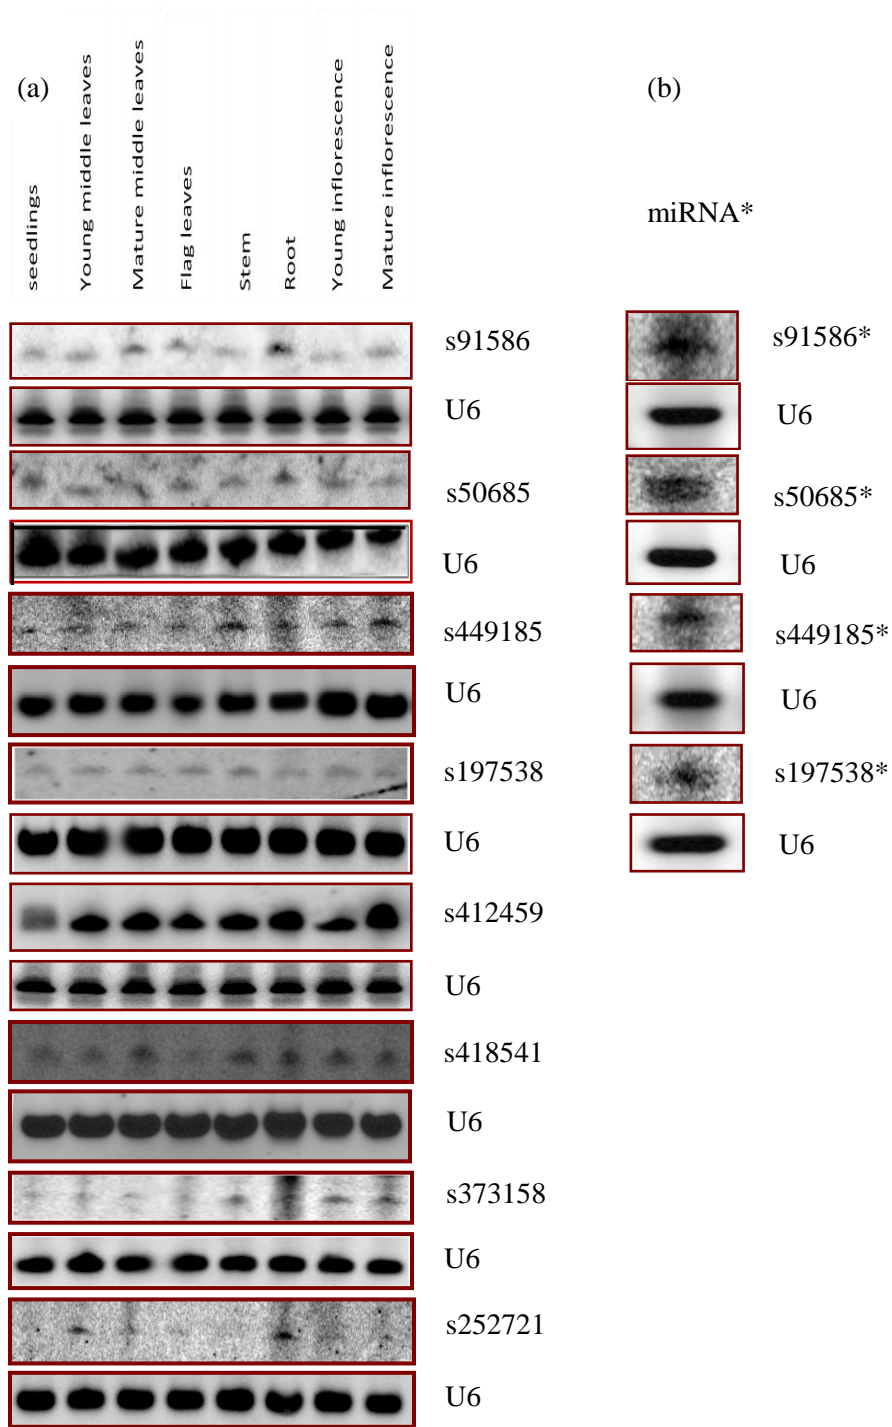 (a)
seedlings
Young middle leaves
Mature middle leaves
Flag leaves
Stem
Root
Young inflorescence
Mature inflorescence
s91586
U6
s50685
U6
s449185
U6
s197538
U6
s412459
U6
s418541
U6
s373158
U6
s252721
U6
(b)
miRNA*
s91586*
U6
s50685*
U6
s449185*
U6
s197538*
U6